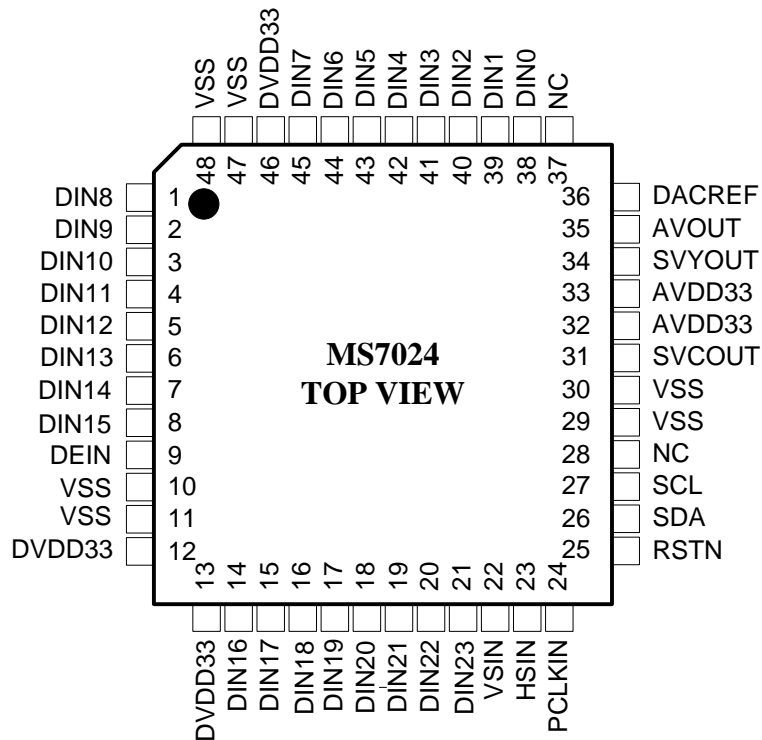 VSS VSS DVDD33 DIN7 DIN6 DIN5 DIN4 DIN3 DIN2 DIN1 DIN0 NC
48 47 46 45 44 43 42 41 40 39 38 37
DIN8 1 36 DACREF
DIN9 2 35 AVOUT
DIN10 3 34 SVYOUT
DIN11 4 33 AVDD33
DIN12 5 32 AVDD33
DIN13 6 MS7024 31 SVCOUT
DIN14 7 TOP VIEW 30 VSS
DIN15 8 29 VSS
DEIN 9 28 NC
VSS 10 27 SCL
VSS 11 26 SDA
DVDD33 12 25 RSTN
13 14 15 16 17 18 19 20 21 22 23 24
DVDD33 DIN16 DIN17 DIN18 DIN19 DIN20 DIN21 DIN22 DIN23 VSIN HSIN PCLKIN